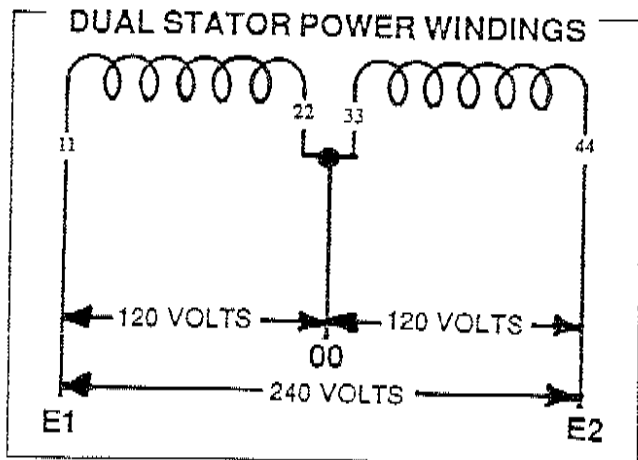 DUAL STATOR POWER WINDINGS
22 33
11 44
120 VOLTS 120 VOLTS
00
240 VOLTS
E1 E2